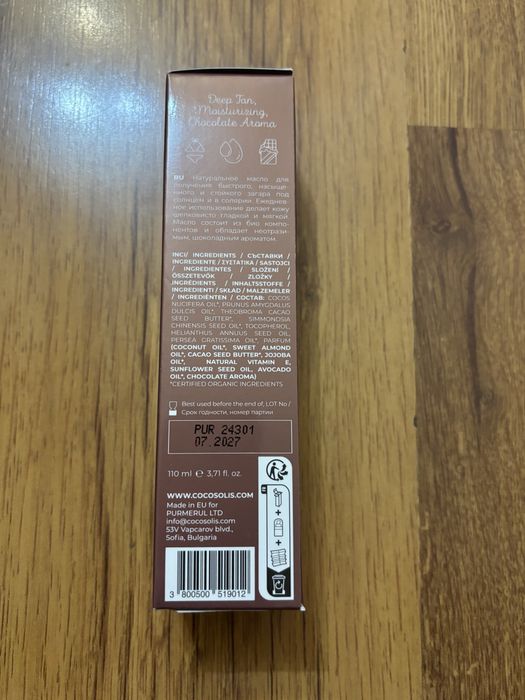 Deep Tan,
Moisturizing,
Chocolate Aroma
RU Натуральное масло для
получения быстрого, насыще-
нного и стойкого загара под
солнцем и в солярии. Ежеднев-
ное использование делает кожу
шелковисто гладкой и мягкой.
Масло состоит из био компо-
нентов и обладает неотрази-
мым, шоколадным ароматом.
INCI/ INGREDIENTS / СЪСТАВКИ /
INGREDIENTE / ΣΥΣΤΑΤΙΚΑ / SASTOJCI
/ INGREDIENTES / SLOŽENÍ /
ÖSSZETEVŐK / ZLOŽKY /
INGRÉDIENTS / INHALTSSTOFFE /
INGREDIENTI / SKŁAD / MALZEMELER
/ INGREDIËNTEN / СОСТАВ: COCOS
NUCIFERA OIL*, PRUNUS AMYGDALUS
DULCIS OIL*, THEOBROMA CACAO
SEED BUTTER*, SIMMONDSIA
CHINENSIS SEED OIL*, TOCOPHEROL,
HELIANTHUS ANNUUS SEED OIL,
PERSEA GRATISSIMA OIL*, PARFUM
(COCONUT OIL*, SWEET ALMOND
OIL*, CACAO SEED BUTTER*, JOJOBA
OIL*, NATURAL VITAMIN E,
SUNFLOWER SEED OIL, AVOCADO
OIL*, CHOCOLATE AROMA)
*CERTIFIED ORGANIC INGREDIENTS
Best used before the end of, LOT No /
Срок годности, номер партии
PUR 24301
07.2027
110 ml ℮ 3,71 fl. oz.
WWW.COCOSOLIS.COM
Made in EU for
PURMERUL LTD
info@cocosolis.com
53V Vapcarov blvd.,
Sofia, Bulgaria
FR
+
+
+
3 800500 519012